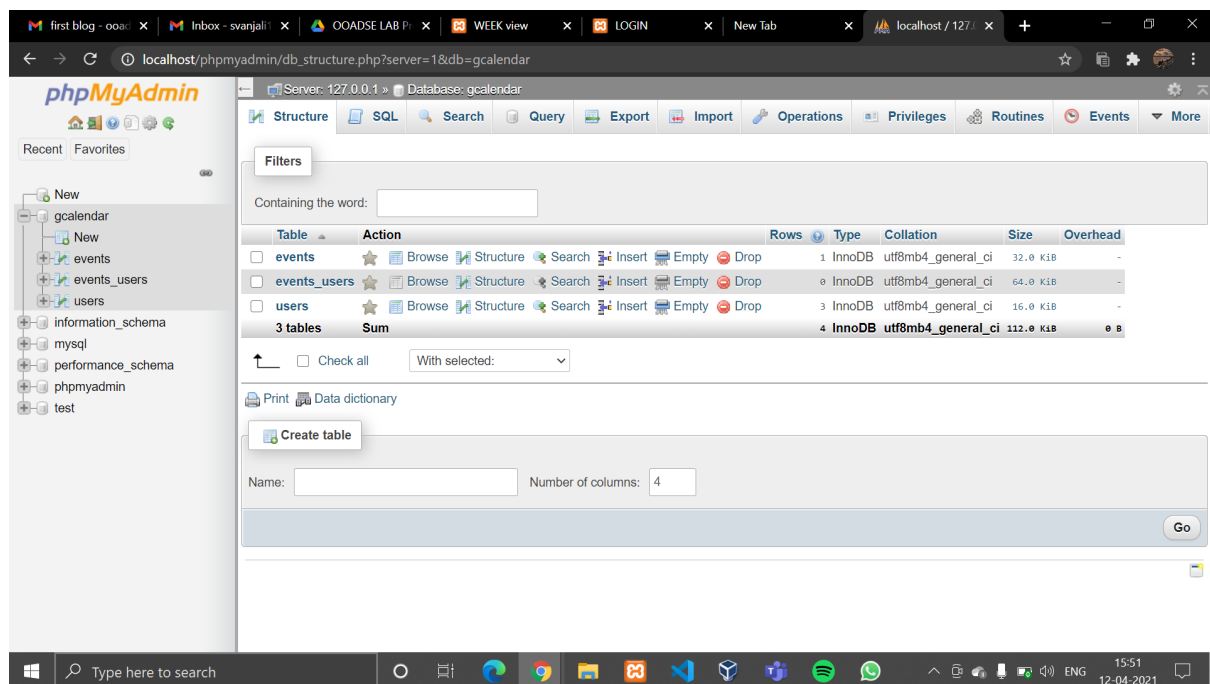 first blog - ooad
Inbox - svanjali1
OOADSE LAB Pr
WEEK view
LOGIN
New Tab
localhost / 127.0
localhost/phpmyadmin/db_structure.php?server=1&db=gcalendar
phpMyAdmin
Recent Favorites
New
gcalendar
New
events
events_users
users
information_schema
mysql
performance_schema
phpmyadmin
test
Server: 127.0.0.1 » Database: gcalendar
Structure SQL Search Query Export Import Operations Privileges Routines Events More
Filters
Containing the word:
Table Action Rows Type Collation Size Overhead
events Browse Structure Search Insert Empty Drop 1 InnoDB utf8mb4_general_ci 32.0 KiB -
events_users Browse Structure Search Insert Empty Drop 0 InnoDB utf8mb4_general_ci 64.0 KiB -
users Browse Structure Search Insert Empty Drop 3 InnoDB utf8mb4_general_ci 16.0 KiB -
3 tables Sum 4 InnoDB utf8mb4_general_ci 112.0 KiB 0 B
Check all With selected:
Print Data dictionary
Create table
Name: Number of columns: 4
Go
Type here to search
ENG
15:51
12-04-2021